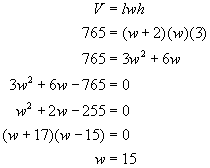 V = lwh
765 = (w + 2)(w)(3)
765 = 3w² + 6w
3w² + 6w − 765 = 0
w² + 2w − 255 = 0
(w + 17)(w − 15) = 0
w = 15